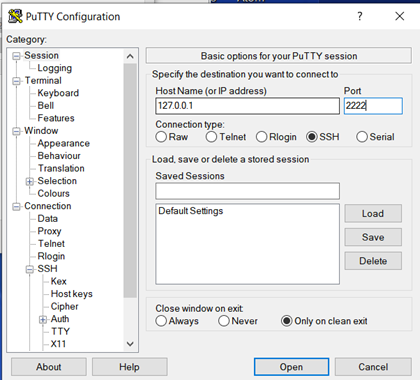 PuTTY Configuration
Category:
Session
Logging
Terminal
Keyboard
Bell
Features
Window
Appearance
Behaviour
Translation
Selection
Colours
Connection
Data
Proxy
Telnet
Rlogin
SSH
Kex
Host keys
Cipher
Auth
TTY
X11
Basic options for your PuTTY session
Specify the destination you want to connect to
Host Name (or IP address) Port
127.0.0.1 2222
Connection type:
Raw Telnet Rlogin SSH Serial
Load, save or delete a stored session
Saved Sessions
Default Settings
Load
Save
Delete
Close window on exit:
Always Never Only on clean exit
About Help Open Cancel